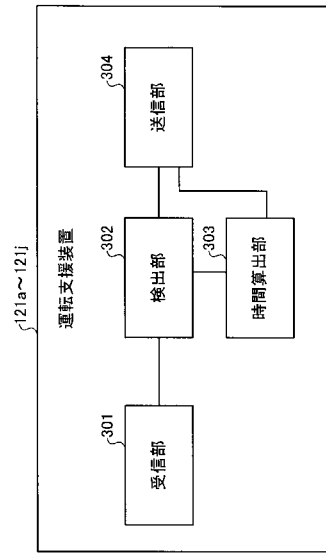 121a～121j
運転支援装置
301
受信部
302
検出部
303
時間算出部
304
送信部